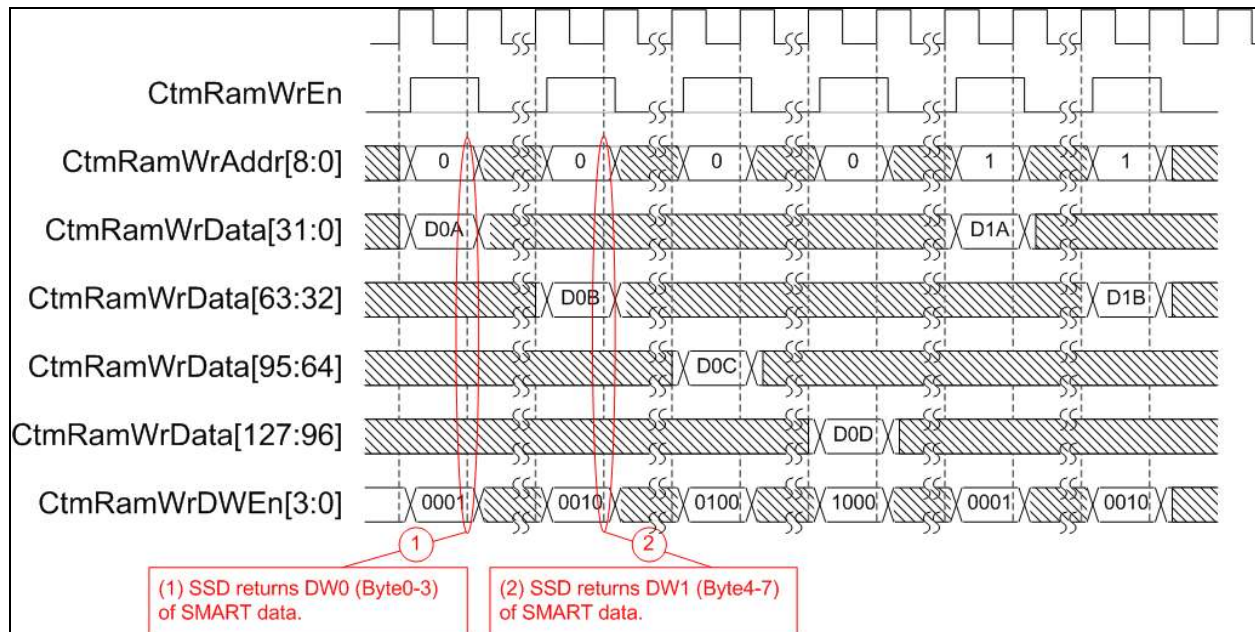 CtmRamWrEn
CtmRamWrAddr[8:0] 0 0 0 0 1 1
CtmRamWrData[31:0] D0A D1A
CtmRamWrData[63:32] D0B D1B
CtmRamWrData[95:64] D0C
CtmRamWrData[127:96] D0D
CtmRamWrDWEn[3:0] 0001 0010 0100 1000 0001 0010
1 2
(1) SSD returns DW0 (Byte0-3)
of SMART data.
(2) SSD returns DW1 (Byte4-7)
of SMART data.